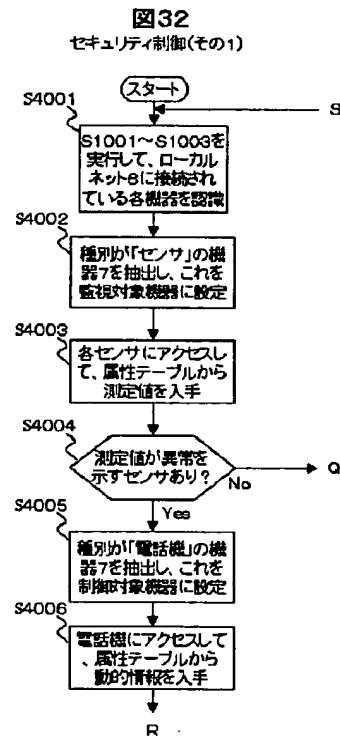 図32
セキュリティ制御(その1)
スタート
S
S4001
S1001～S1003を
実行して、ローカル
ネット6に接続され
ている各機器を認識
S4002
種別が「センサ」の機
器7を抽出し、これを
監視対象機器に設定
S4003
各センサにアクセスし
て、属性テーブルから
測定値を入手
S4004
測定値が異常を
示すセンサあり？
No
Q
Yes
S4005
種別が「電話機」の機
器7を抽出し、これを
制御対象機器に設定
S4006
電話機にアクセスして
、属性テーブルから
動的情報を入手
R